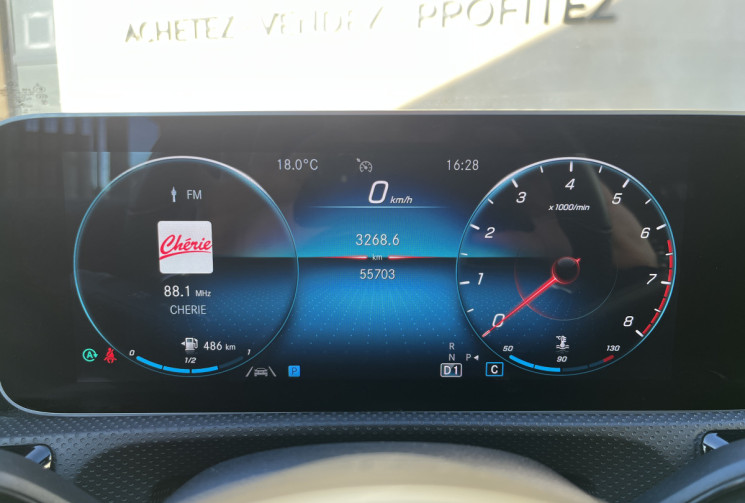 ACHETEZ VENDEZ PROFITEZ
18.0°C 16:28
0 km/h
FM
Chérie
88.1 MHz
CHERIE
486 km
0 1/2 1
A
P
3268.6
km
55703
R
N P
D1 C
x 1000/min
0 1 2 3 4 5 6 7 8
50 90 130